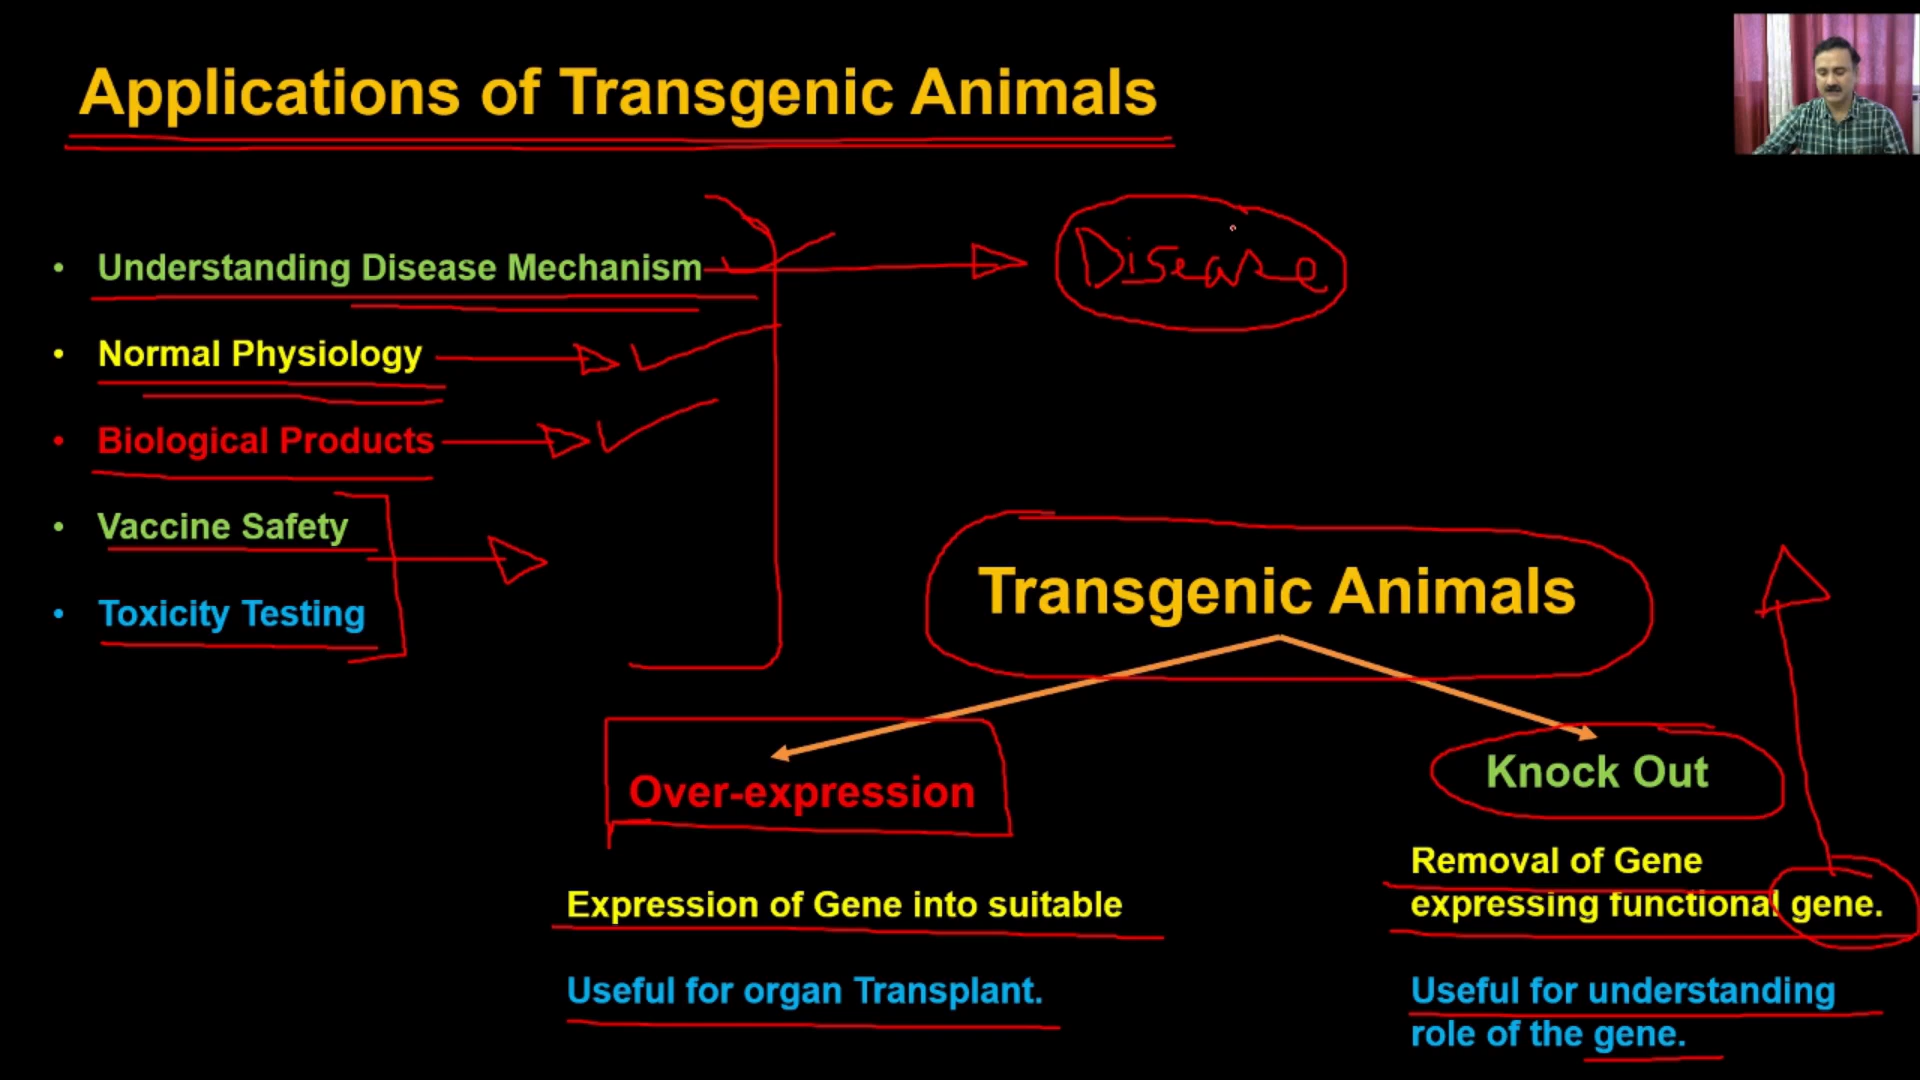 Applications of Transgenic Animals
• Understanding Disease Mechanism
Disease
• Normal Physiology
• Biological Products
• Vaccine Safety
• Toxicity Testing
Transgenic Animals
Over-expression
Expression of Gene into suitable
Useful for organ Transplant.
Knock Out
Removal of Gene
expressing functional gene.
Useful for understanding
role of the gene.